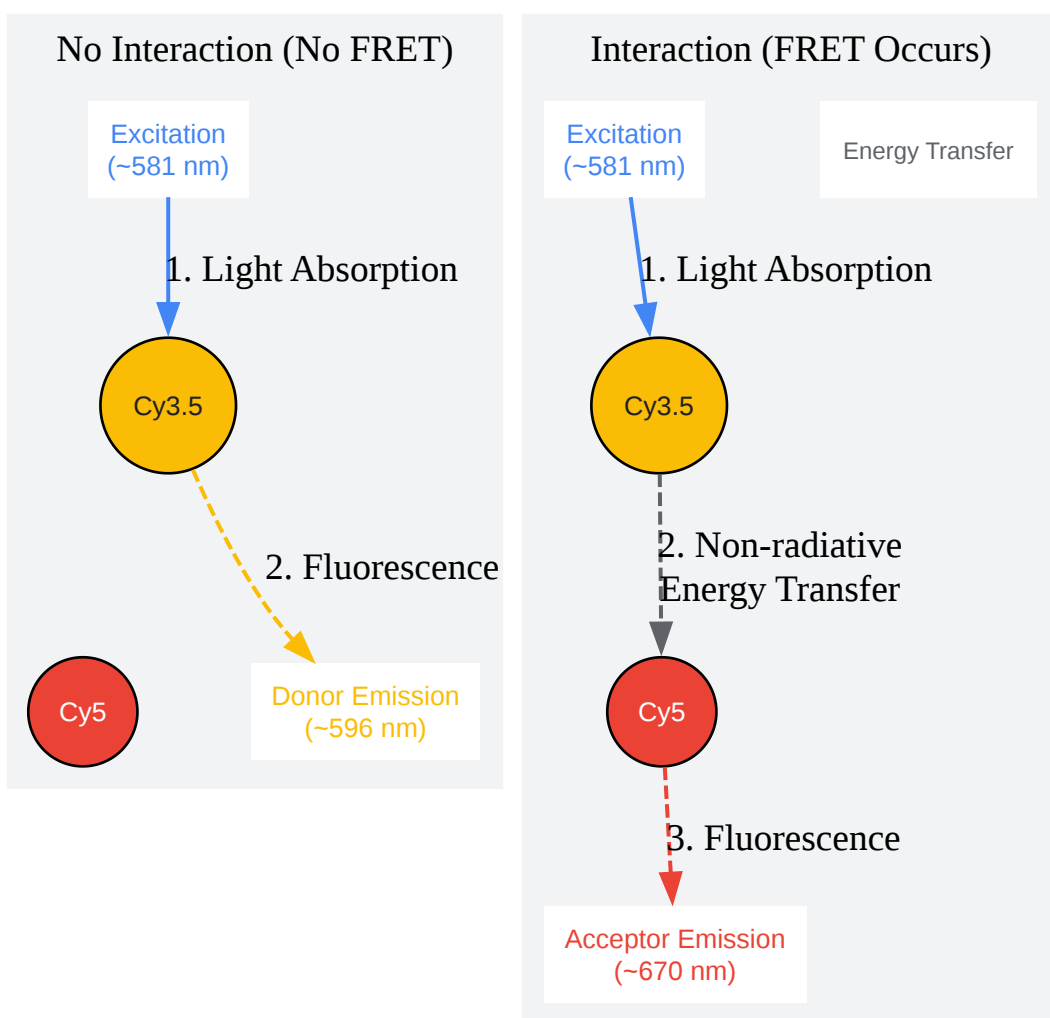 No Interaction (No FRET)
Excitation
(~581 nm)
1. Light Absorption
Cy3.5
2. Fluorescence
Cy5
Donor Emission
(~596 nm)
Interaction (FRET Occurs)
Excitation
(~581 nm)
Energy Transfer
1. Light Absorption
Cy3.5
2. Non-radiative
Energy Transfer
Cy5
3. Fluorescence
Acceptor Emission
(~670 nm)